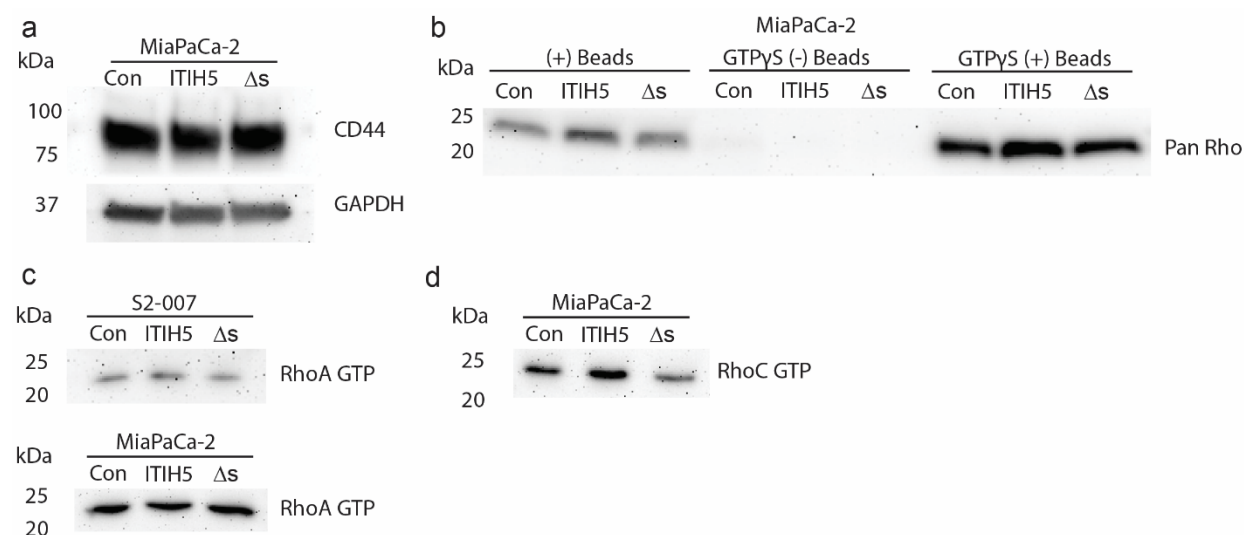 a
MiaPaCa-2
kDa
Con ITIH5 Δs
100
CD44
75
37
GAPDH
b
MiaPaCa-2
(+) Beads GTPγS (-) Beads GTPγS (+) Beads
kDa
Con ITIH5 Δs Con ITIH5 Δs Con ITIH5 Δs
25
20
Pan Rho
c
S2-007
kDa
Con ITIH5 Δs
25
RhoA GTP
20
MiaPaCa-2
kDa
Con ITIH5 Δs
25
RhoA GTP
20
d
MiaPaCa-2
kDa
Con ITIH5 Δs
25
RhoC GTP
20